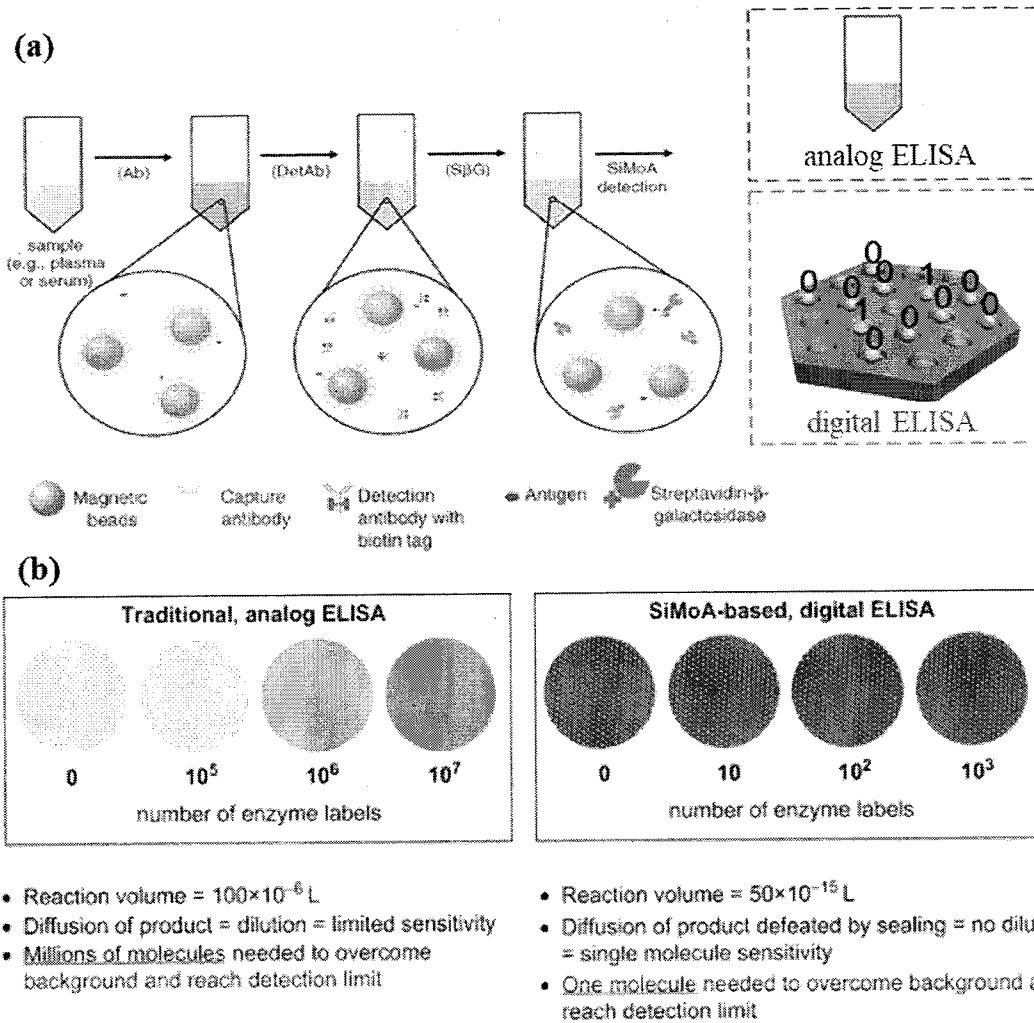 (a)
(Ab)
(DetAb)
(SβG)
SiMoA
detection
sample
(e.g., plasma
or serum)
analog ELISA
0
0
0
1
0
0
1
0
0
0
0
digital ELISA
Magnetic
beads
Capture
antibody
Detection
antibody with
biotin tag
Antigen
Streptavidin-β-
galactosidase
(b)
Traditional, analog ELISA
0 10⁵ 10⁶ 10⁷
number of enzyme labels
• Reaction volume = 100×10⁻⁶ L
• Diffusion of product = dilution = limited sensitivity
• Millions of molecules needed to overcome
background and reach detection limit
SiMoA-based, digital ELISA
0 10 10² 10³
number of enzyme labels
• Reaction volume = 50×10⁻¹⁵ L
• Diffusion of product defeated by sealing = no dilu
= single molecule sensitivity
• One molecule needed to overcome background a
reach detection limit